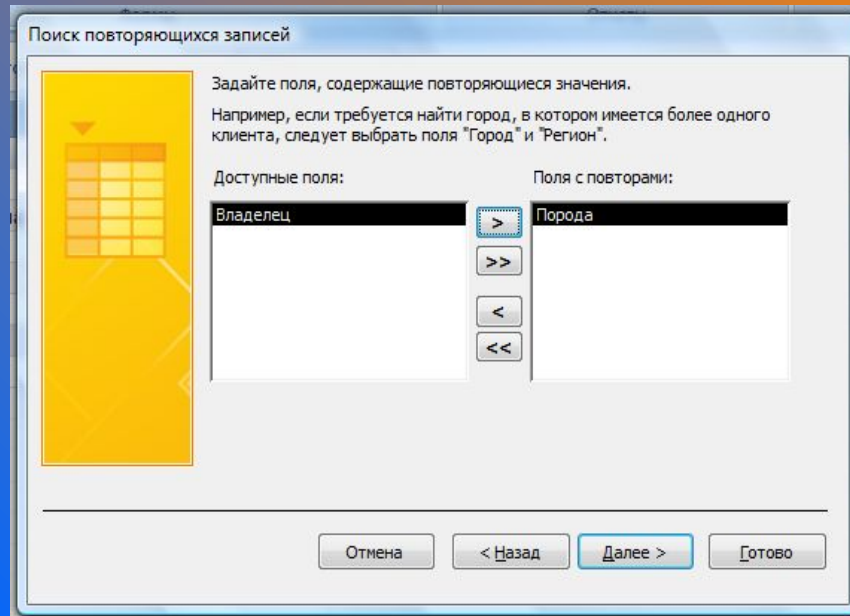 Поиск повторяющихся записей
Задайте поля, содержащие повторяющиеся значения.
Например, если требуется найти город, в котором имеется более одного
клиента, следует выбрать поля "Город" и "Регион".
Доступные поля:
Поля с повторами:
Владелец
>
Порода
>>
<
<<
Отмена
< Назад
Далее >
Готово